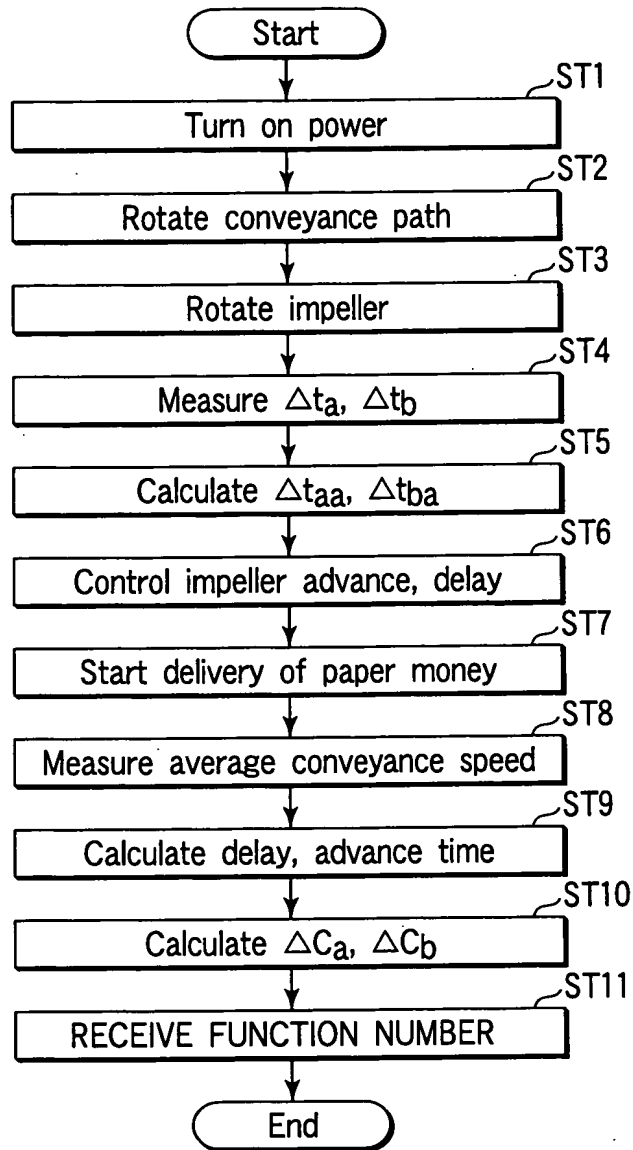 Start
ST1
Turn on power
ST2
Rotate conveyance path
ST3
Rotate impeller
ST4
Measure △ta, △tb
ST5
Calculate △taa, △tba
ST6
Control impeller advance, delay
ST7
Start delivery of paper money
ST8
Measure average conveyance speed
ST9
Calculate delay, advance time
ST10
Calculate △Ca, △Cb
ST11
RECEIVE FUNCTION NUMBER
End